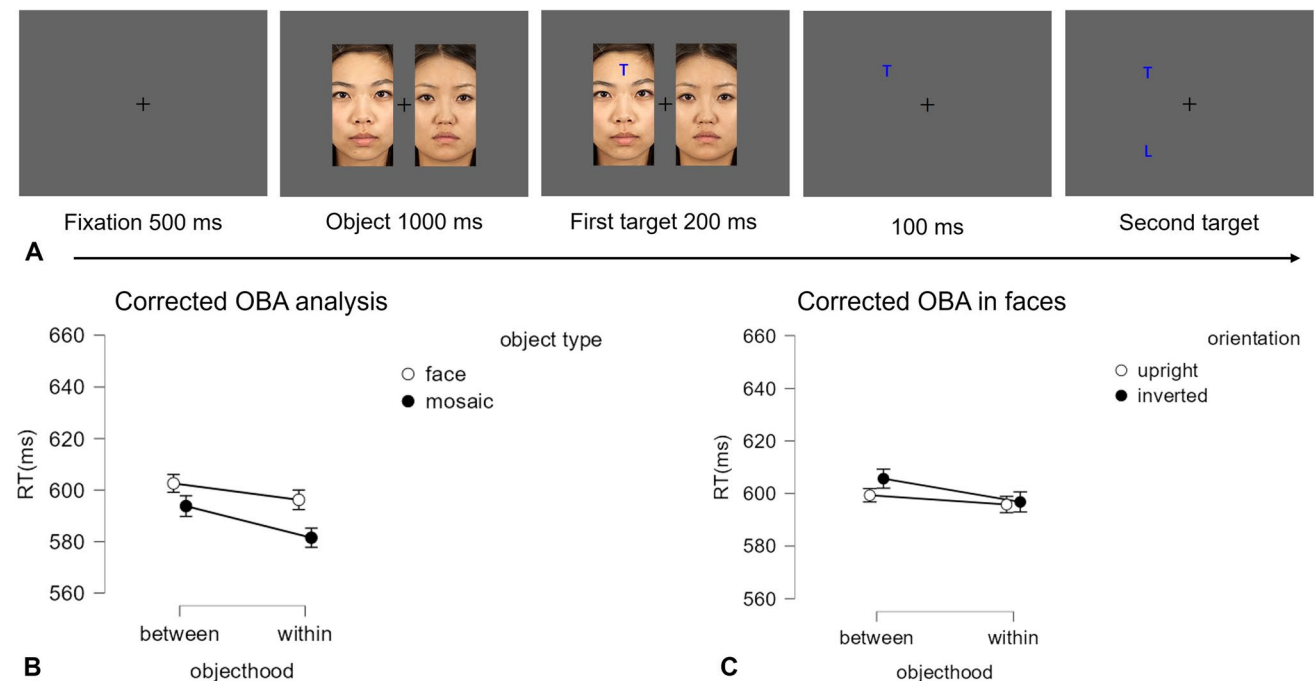 +
+
T
+
T
+
T
+
T
+
L
Fixation 500 ms
Object 1000 ms
First target 200 ms
100 ms
Second target
A
Corrected OBA analysis
object type
face
mosaic
RT(ms)
660
640
620
600
580
560
between
within
objecthood
B
Corrected OBA in faces
orientation
upright
inverted
RT(ms)
660
640
620
600
580
560
between
within
objecthood
C